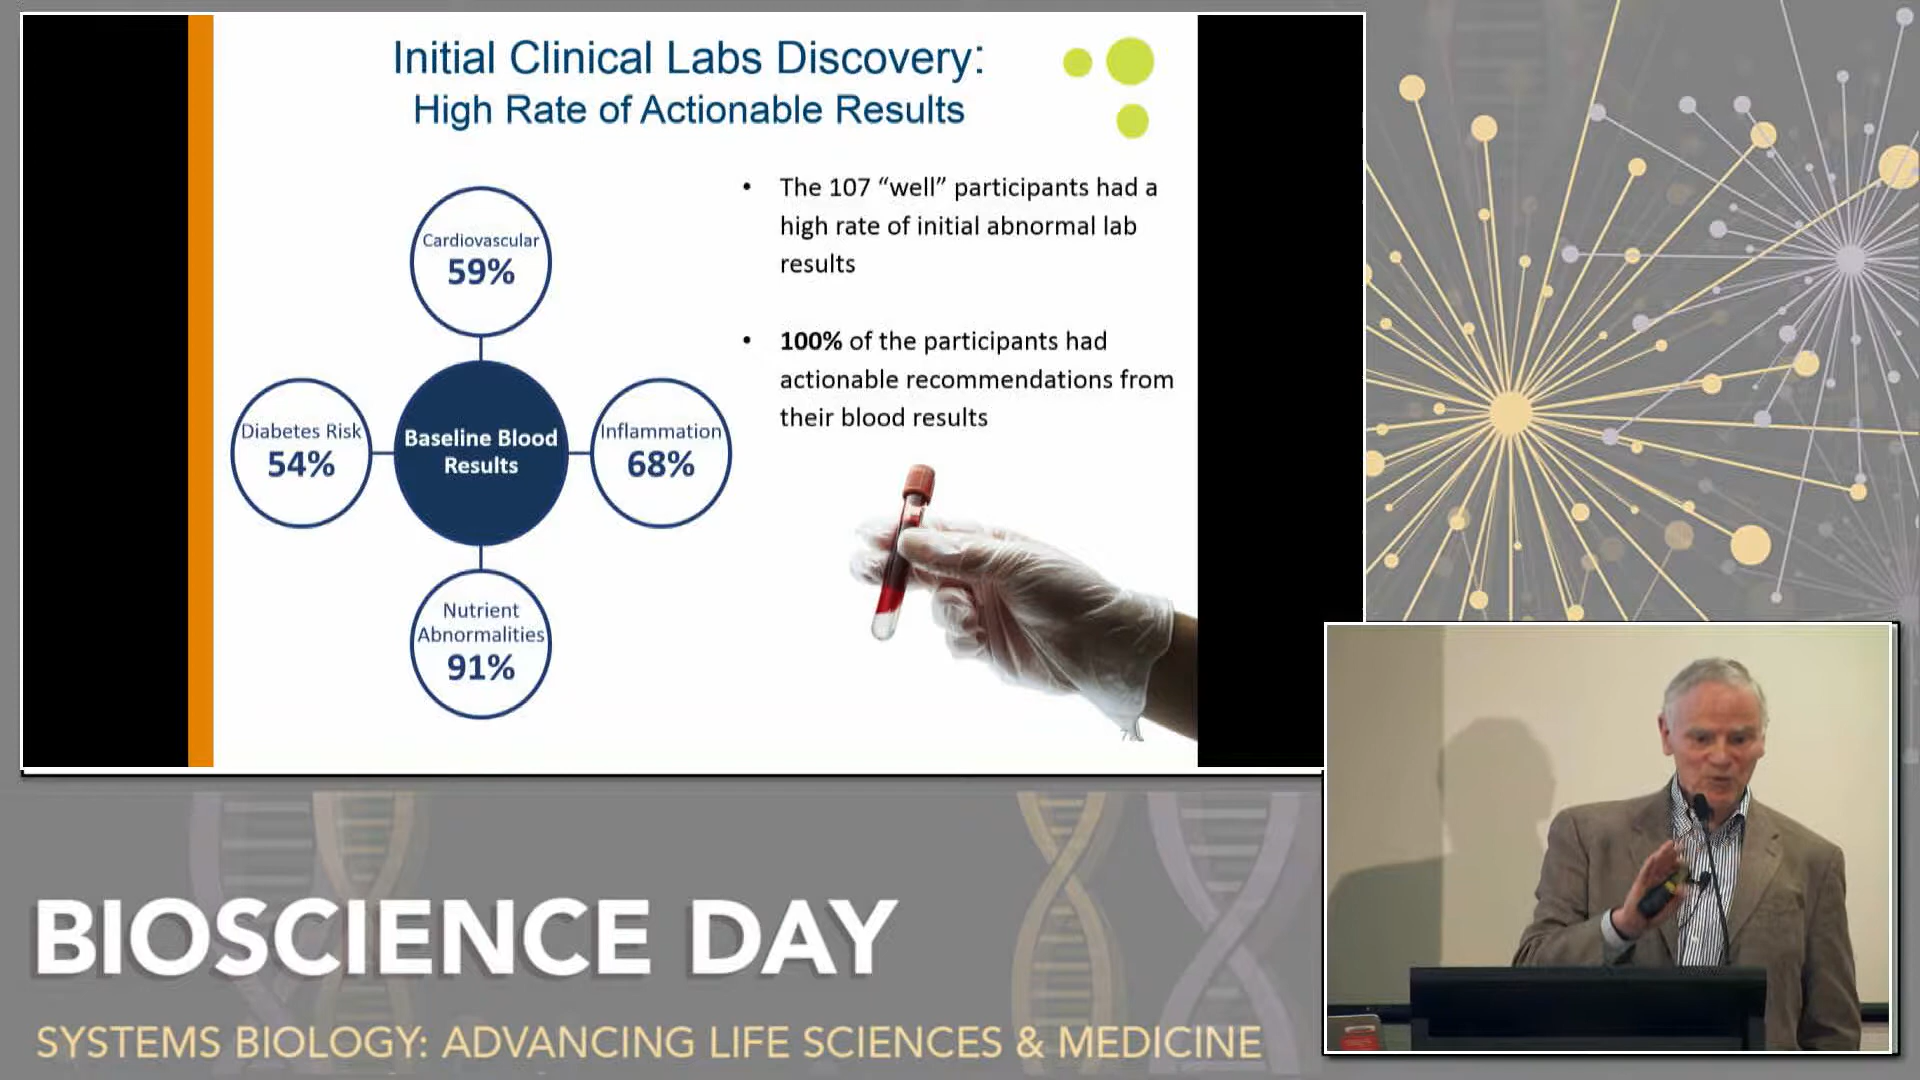 Initial Clinical Labs Discovery:
High Rate of Actionable Results
Cardiovascular
59%
Diabetes Risk
54%
Baseline Blood
Results
Inflammation
68%
Nutrient
Abnormalities
91%
• The 107 “well” participants had a
high rate of initial abnormal lab
results
• 100% of the participants had
actionable recommendations from
their blood results
BIOSCIENCE DAY
SYSTEMS BIOLOGY: ADVANCING LIFE SCIENCES & MEDICINE